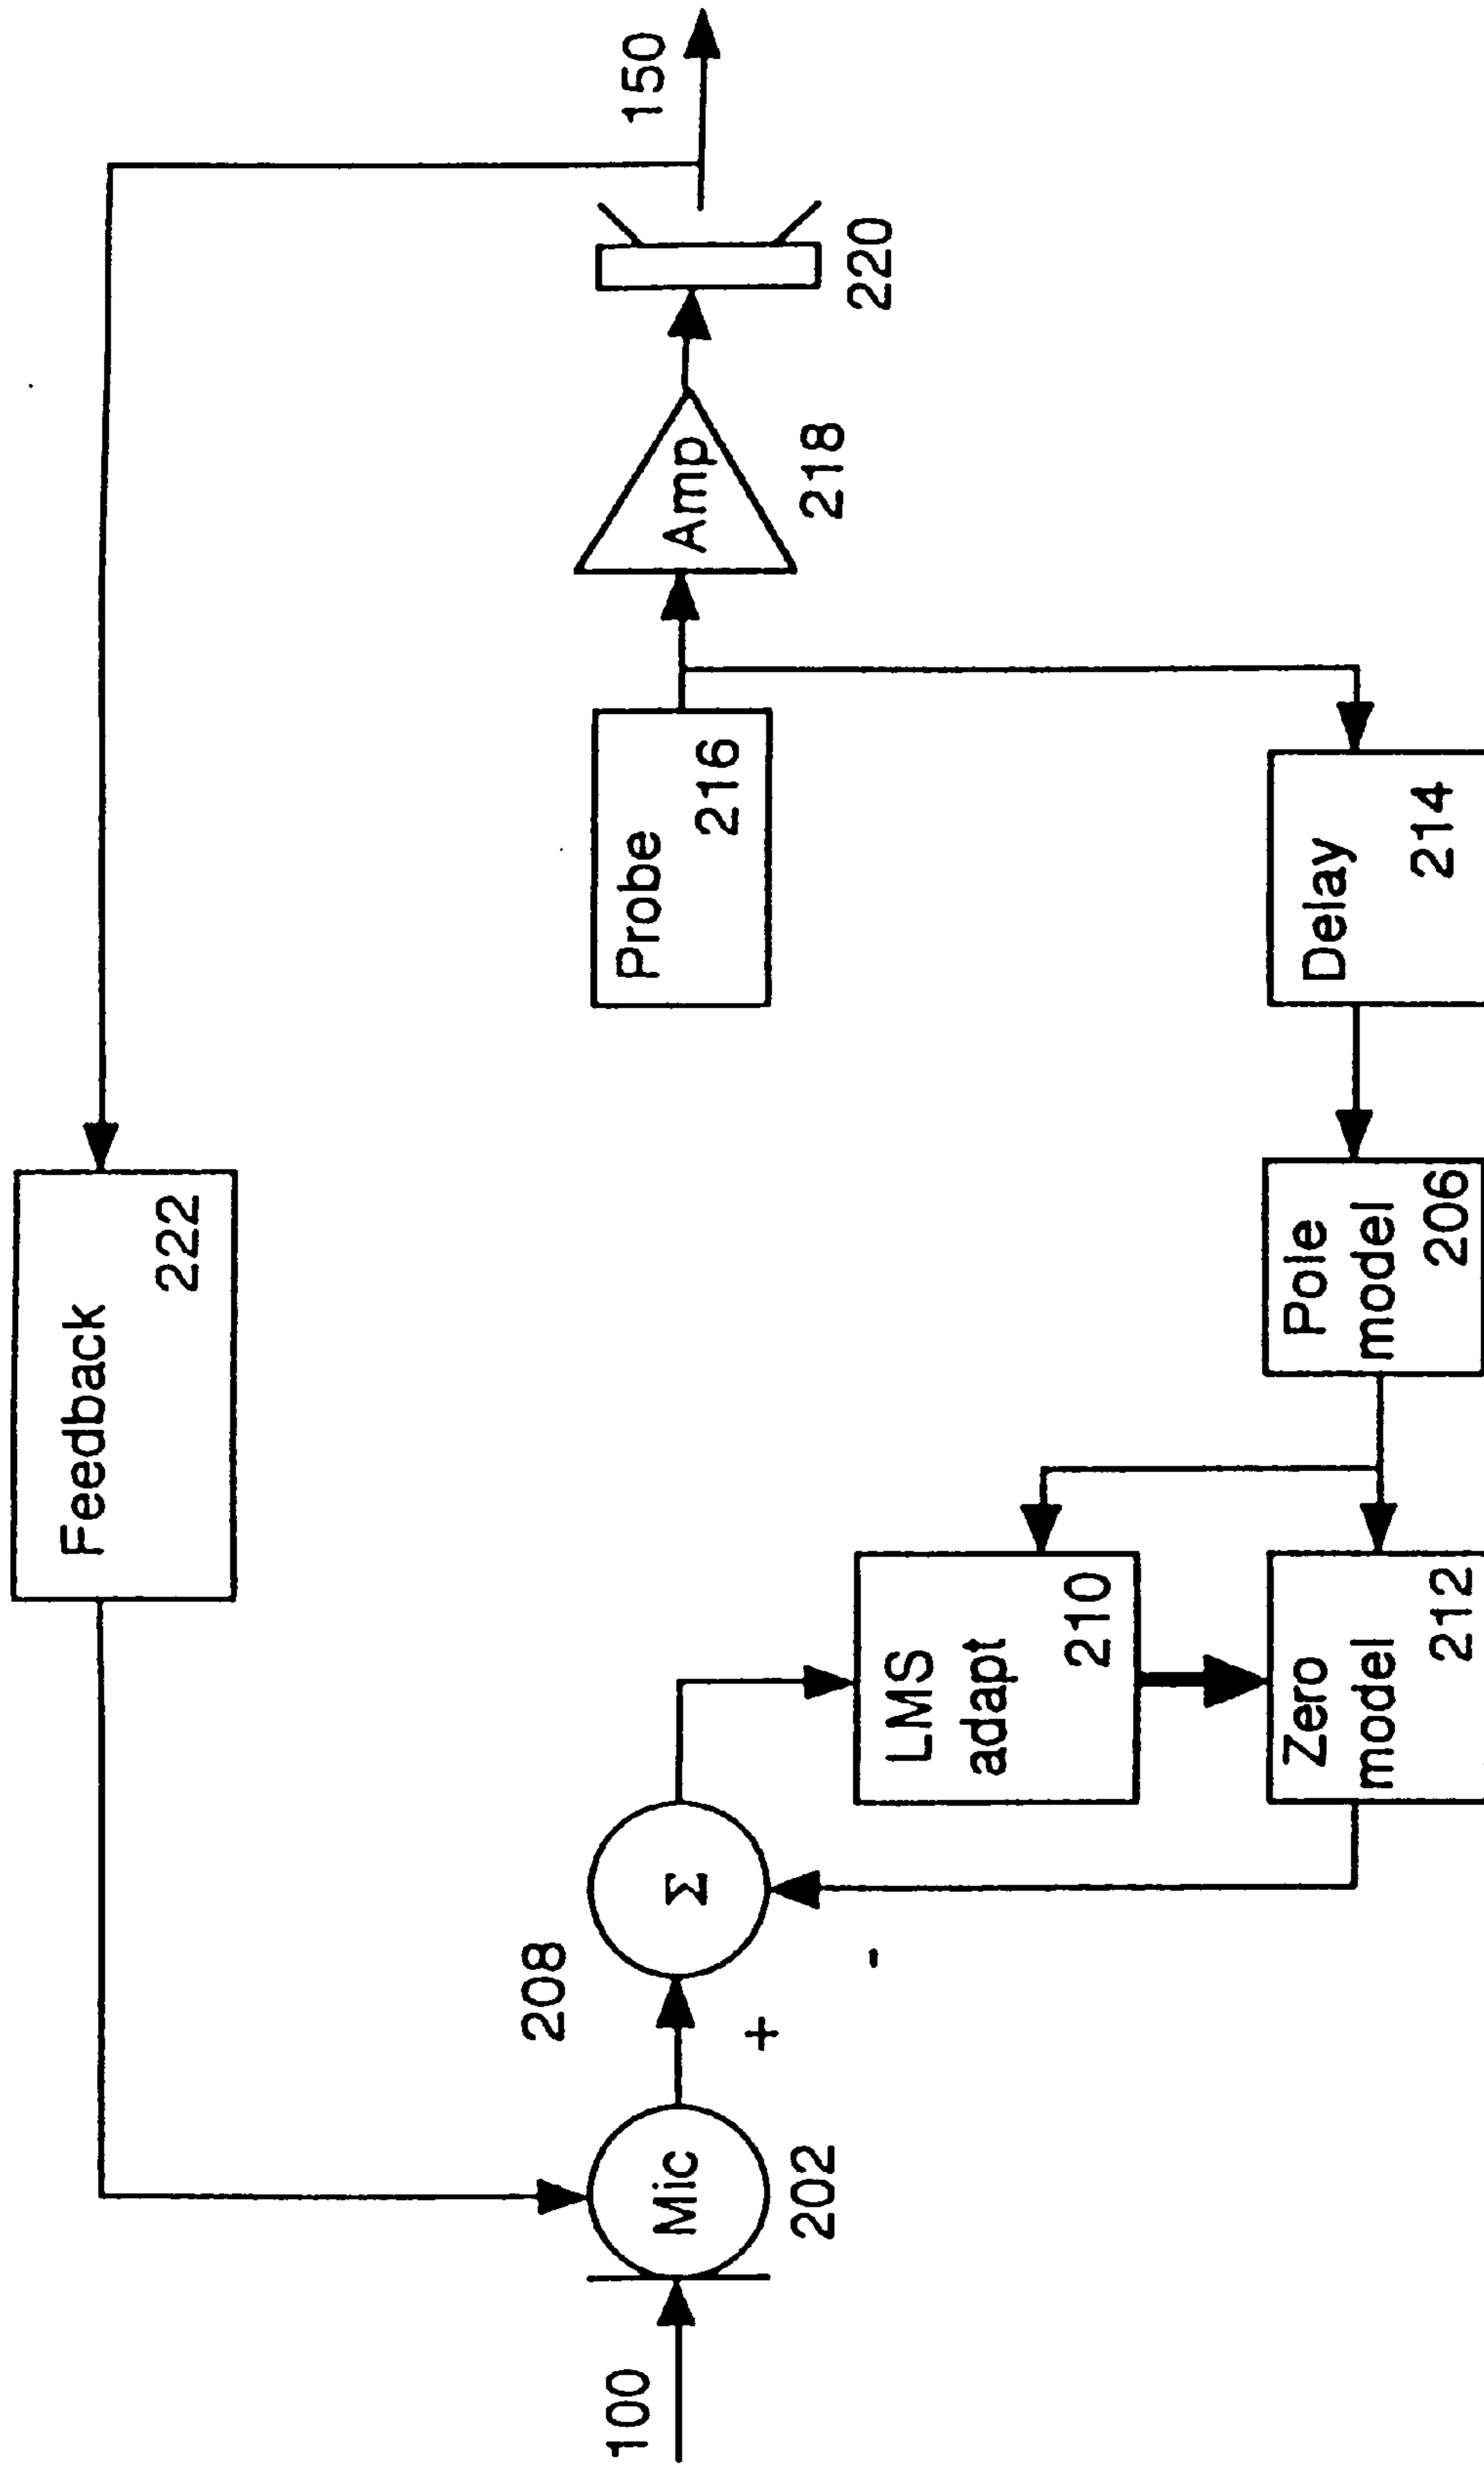 Feedback
222
150
208
Σ
Probe
216
Amp
218
220
100
Mic
202
+
-
LMS
adapt
210
Zero
model
212
Pole
model
206
Delay
214